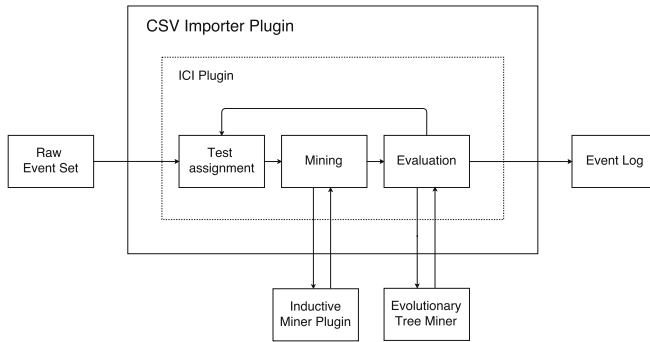 CSV Importer Plugin
ICI Plugin
Raw
Event Set
Test
assignment
Mining
Evaluation
Event Log
Inductive
Miner Plugin
Evolutionary
Tree Miner